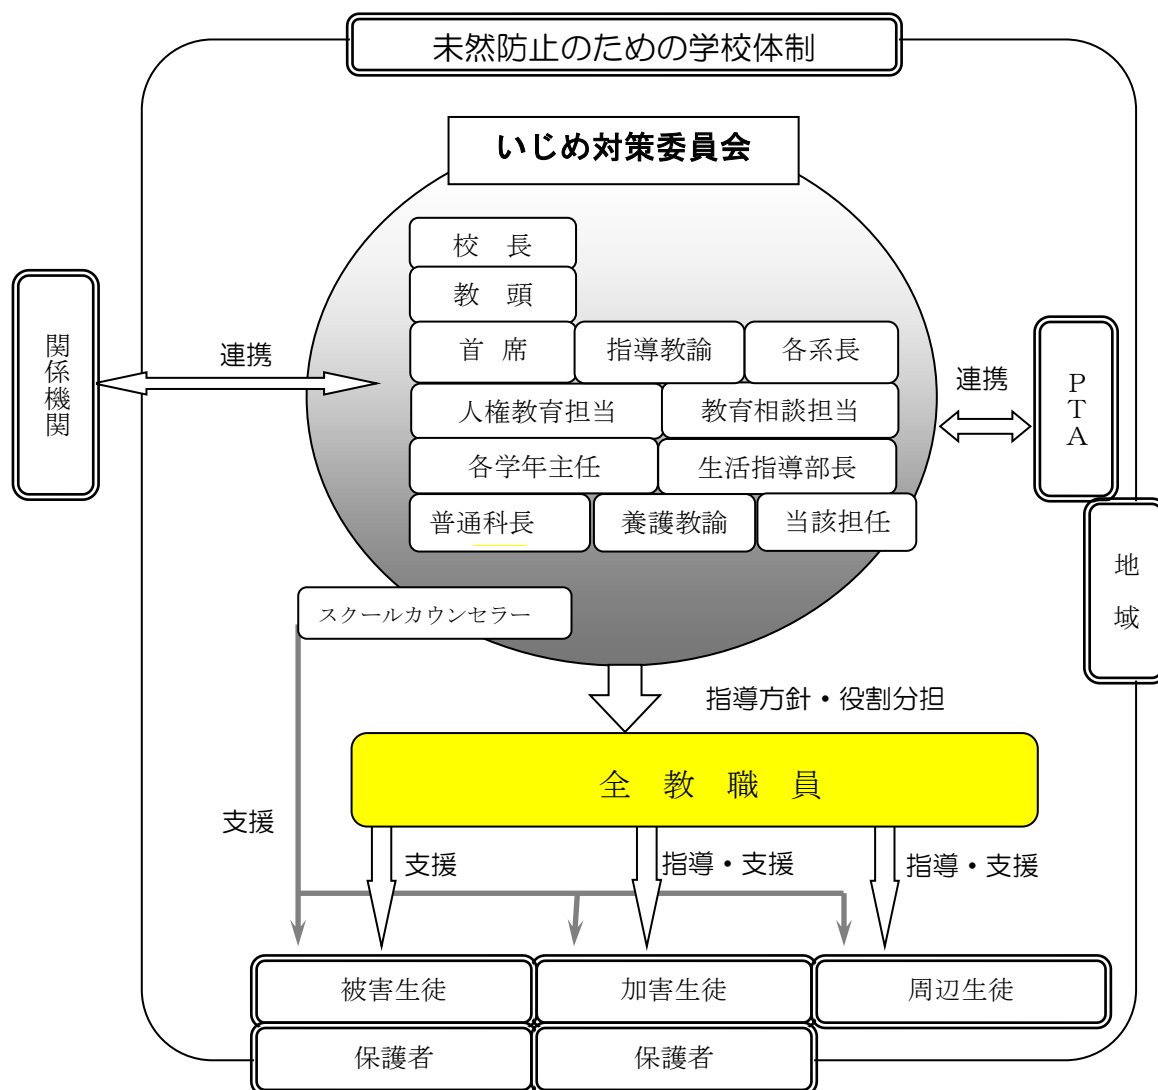 未然防止のための学校体制
いじめ対策委員会
校　長
教　頭
首 席
指導教諭
各系長
人権教育担当
教育相談担当
各学年主任
生活指導部長
普通科長
養護教諭
当該担任
スクールカウンセラー
関係機関
連携
連携
PTA
地域
指導方針・役割分担
全　教　職　員
支援
支援
指導・支援
指導・支援
被害生徒
加害生徒
周辺生徒
保護者
保護者